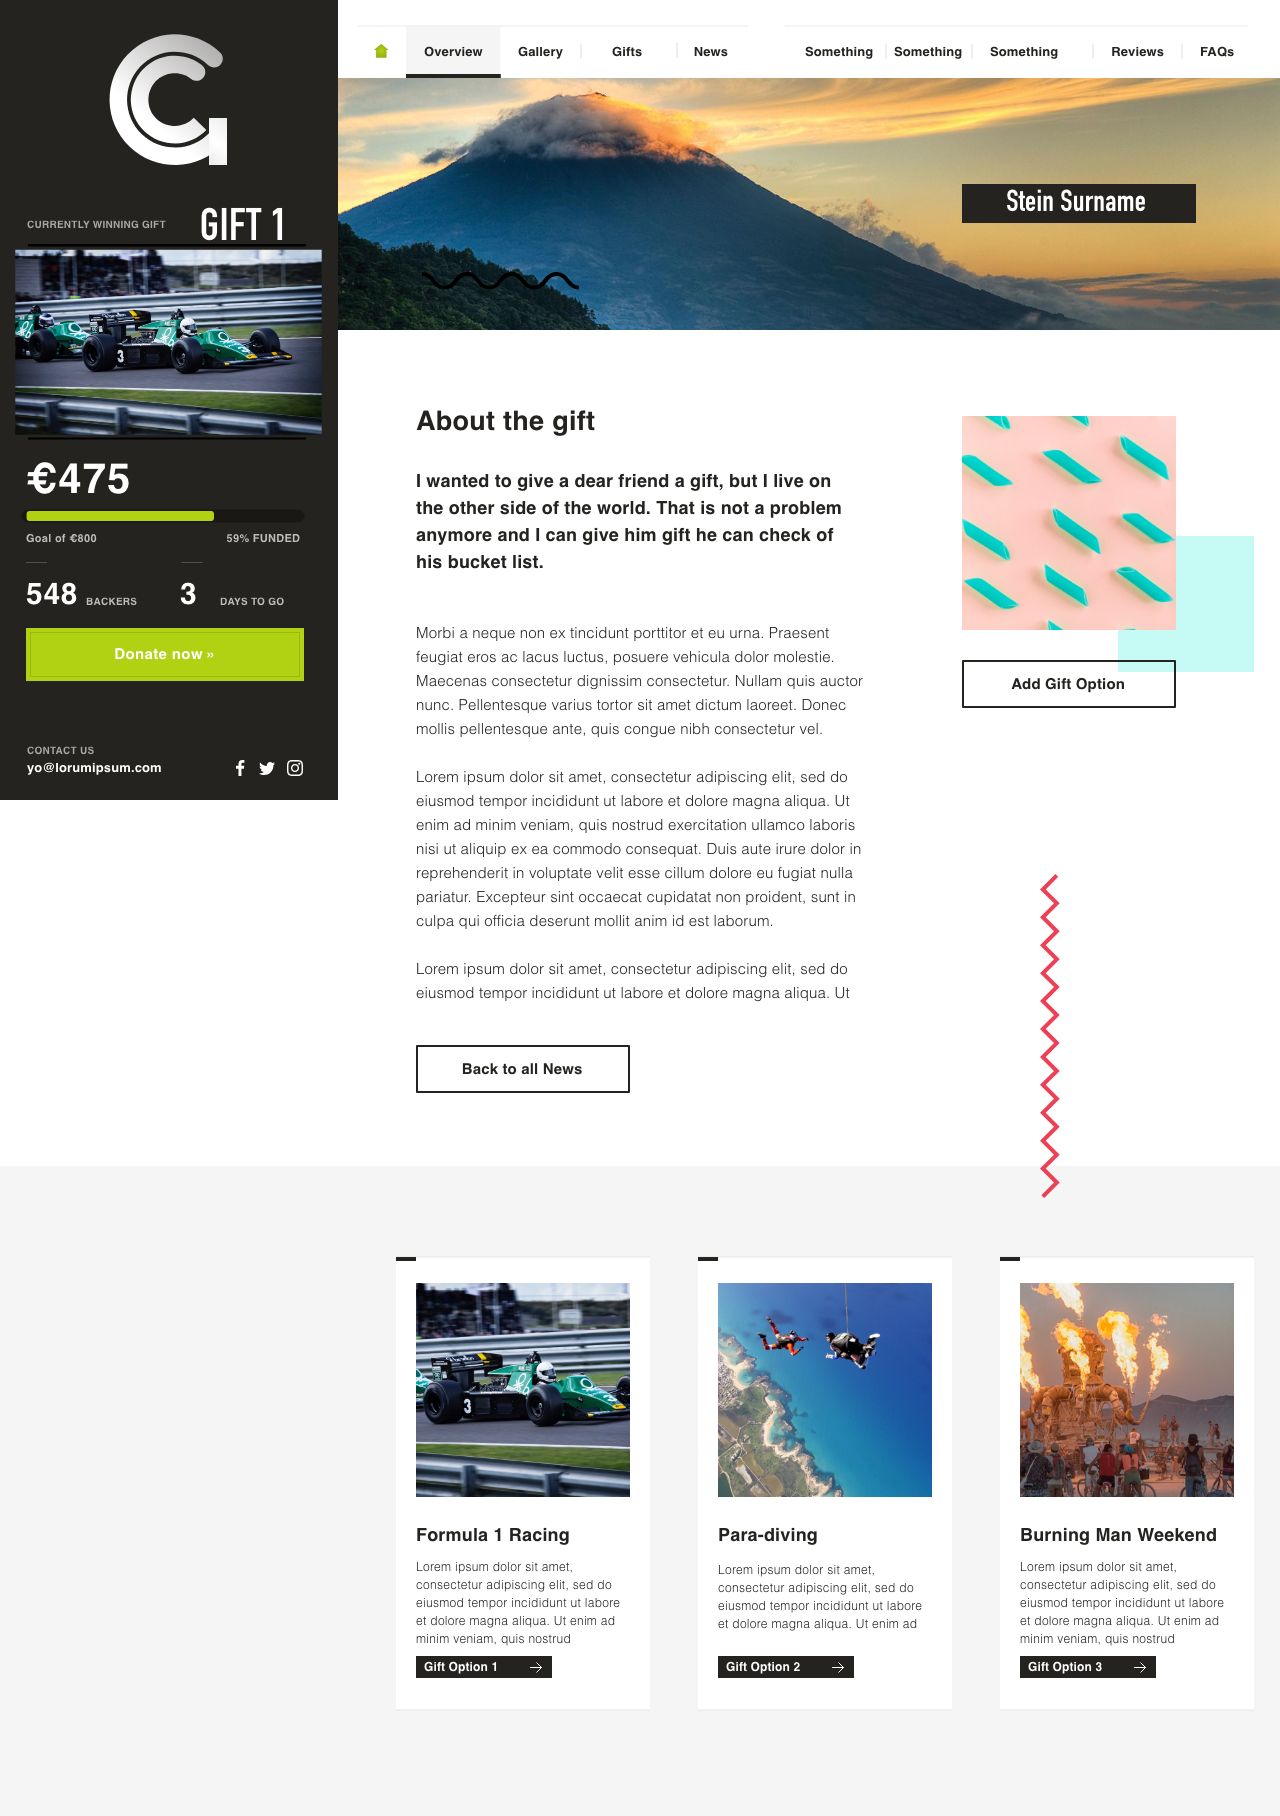 Overview
Gallery
Gifts
News
Something
Something
Something
Reviews
FAQs
Stein Surname
CURRENTLY WINNING GIFT
GIFT 1
3
€475
Goal of €800
59% FUNDED
548 BACKERS
3 DAYS TO GO
Donate now »
CONTACT US
yo@lorumipsum.com
About the gift
I wanted to give a dear friend a gift, but I live on
the other side of the world. That is not a problem
anymore and I can give him gift he can check of
his bucket list.
Morbi a neque non ex tincidunt porttitor et eu urna. Praesent
feugiat eros ac lacus luctus, posuere vehicula dolor molestie.
Maecenas consectetur dignissim consectetur. Nullam quis auctor
nunc. Pellentesque varius tortor sit amet dictum laoreet. Donec
mollis pellentesque ante, quis congue nibh consectetur vel.
Lorem ipsum dolor sit amet, consectetur adipiscing elit, sed do
eiusmod tempor incididunt ut labore et dolore magna aliqua. Ut
enim ad minim veniam, quis nostrud exercitation ullamco laboris
nisi ut aliquip ex ea commodo consequat. Duis aute irure dolor in
reprehenderit in voluptate velit esse cillum dolore eu fugiat nulla
pariatur. Excepteur sint occaecat cupidatat non proident, sunt in
culpa qui officia deserunt mollit anim id est laborum.
Lorem ipsum dolor sit amet, consectetur adipiscing elit, sed do
eiusmod tempor incididunt ut labore et dolore magna aliqua. Ut
Back to all News
Add Gift Option
3
Formula 1 Racing
Lorem ipsum dolor sit amet,
consectetur adipiscing elit, sed do
eiusmod tempor incididunt ut labore
et dolore magna aliqua. Ut enim ad
minim veniam, quis nostrud
Gift Option 1
Para-diving
Lorem ipsum dolor sit amet,
consectetur adipiscing elit, sed do
eiusmod tempor incididunt ut labore
et dolore magna aliqua. Ut enim ad
Gift Option 2
Burning Man Weekend
Lorem ipsum dolor sit amet,
consectetur adipiscing elit, sed do
eiusmod tempor incididunt ut labore
et dolore magna aliqua. Ut enim ad
minim veniam, quis nostrud
Gift Option 3